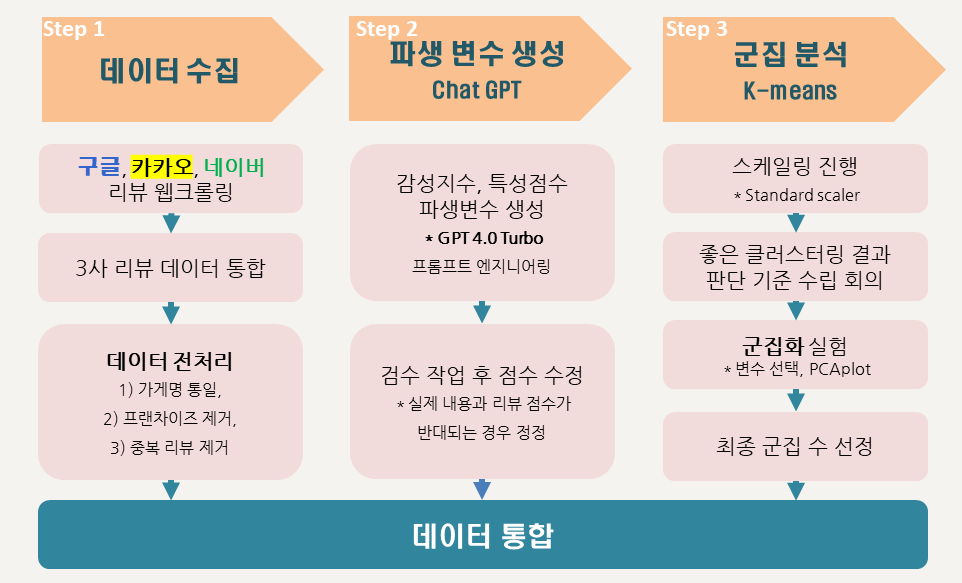 Step 1
데이터 수집
구글, 카카오, 네이버
리뷰 웹크롤링
3사 리뷰 데이터 통합
데이터 전처리
1) 가게명 통일,
2) 프랜차이즈 제거,
3) 중복 리뷰 제거
Step 2
파생 변수 생성
Chat GPT
감성지수, 특성점수
파생변수 생성
* GPT 4.0 Turbo
프롬프트 엔지니어링
검수 작업 후 점수 수정
* 실제 내용과 리뷰 점수가
반대되는 경우 정정
Step 3
군집 분석
K-means
스케일링 진행
* Standard scaler
좋은 클러스터링 결과
판단 기준 수립 회의
군집화 실험
* 변수 선택, PCAplot
최종 군집 수 선정
데이터 통합